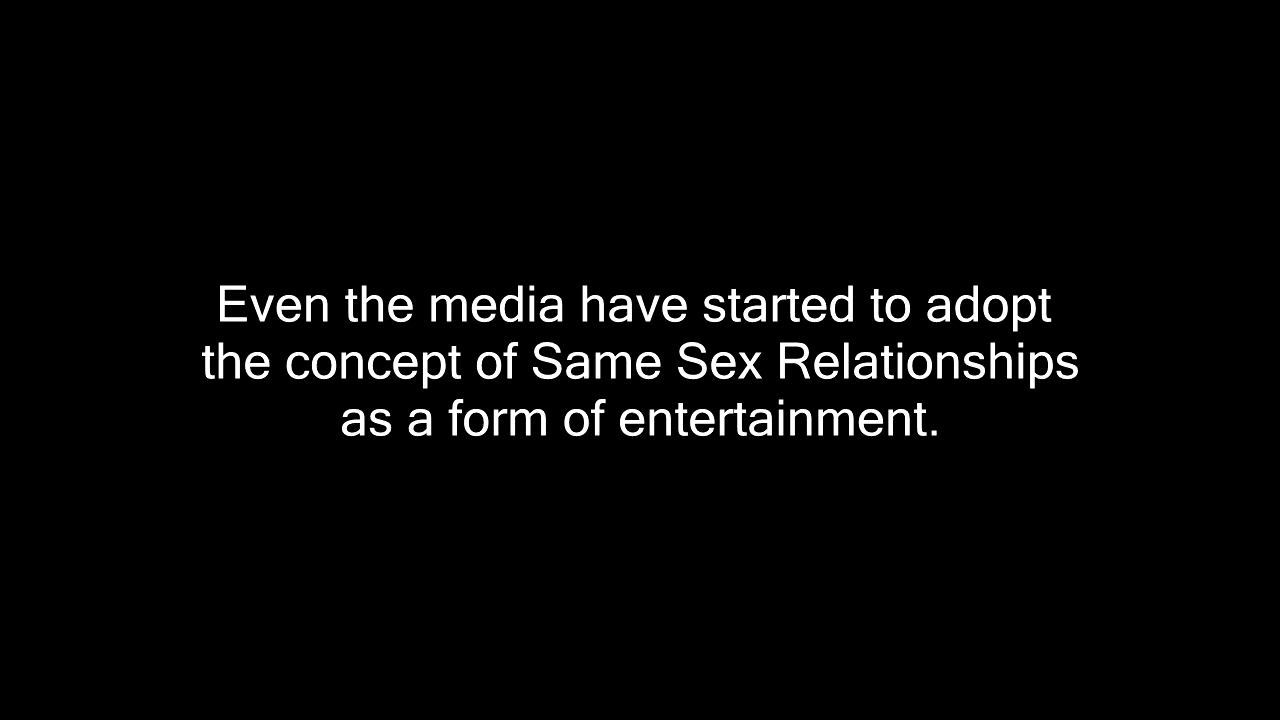 Even the media have started to adopt
the concept of Same Sex Relationships
as a form of entertainment.